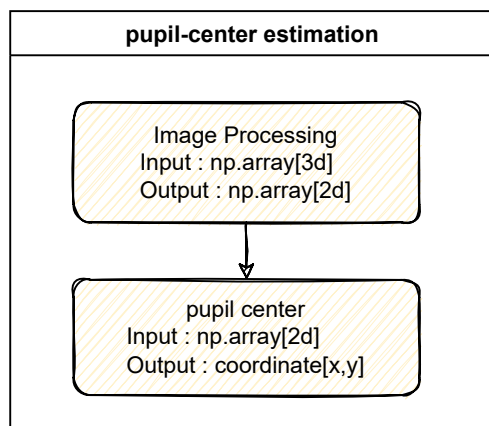 pupil-center estimation
Image Processing
Input : np.array[3d]
Output : np.array[2d]
pupil center
Input : np.array[2d]
Output : coordinate[x,y]